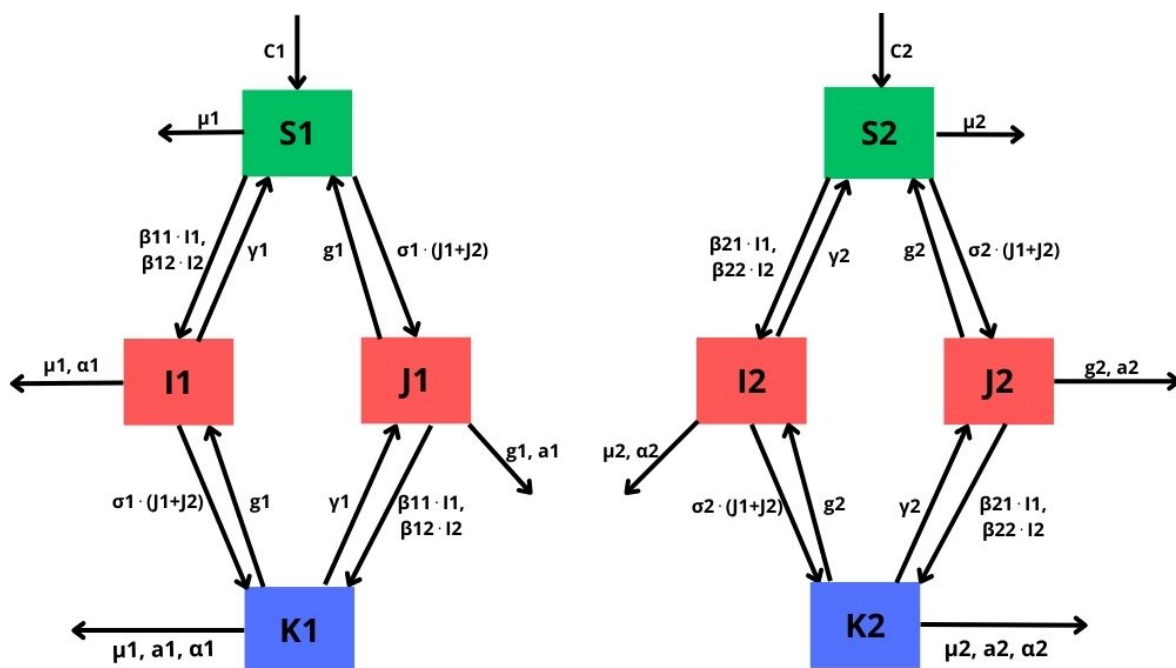 C1
C2
S1
S2
μ1
μ2
β11 · I1,
β12 · I2
γ1
g1
σ1 · (J1+J2)
β21 · I1,
β22 · I2
γ2
g2
σ2 · (J1+J2)
μ1, α1
I1
J1
I2
J2
g2, a2
g1, a1
μ2, α2
σ1 · (J1+J2)
g1
γ1
β11 · I1,
β12 · I2
σ2 · (J1+J2)
g2
γ2
β21 · I1,
β22 · I2
K1
K2
μ1, a1, α1
μ2, a2, α2